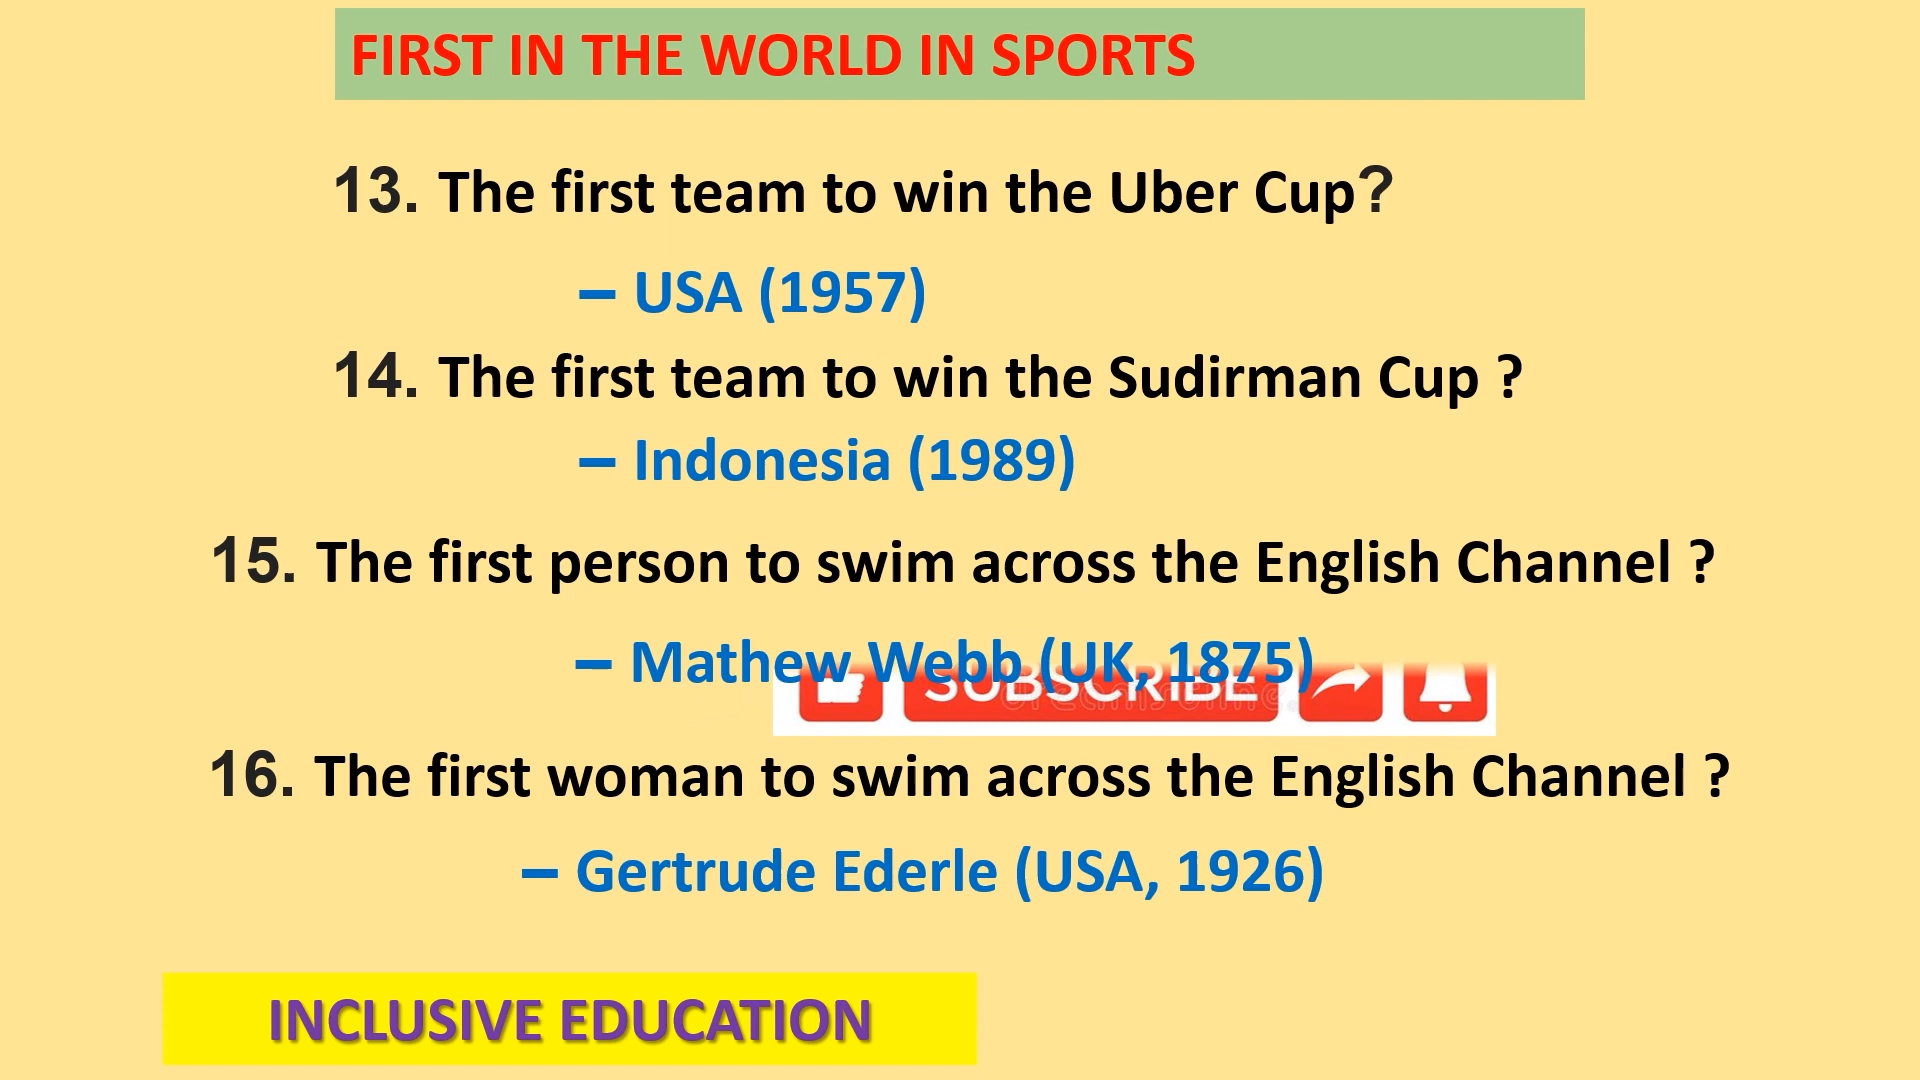 FIRST IN THE WORLD IN SPORTS
13. The first team to win the Uber Cup?
– USA (1957)
14. The first team to win the Sudirman Cup ?
– Indonesia (1989)
15. The first person to swim across the English Channel ?
– Mathew Webb (UK, 1875)
SUBSCRIBE
16. The first woman to swim across the English Channel ?
– Gertrude Ederle (USA, 1926)
INCLUSIVE EDUCATION